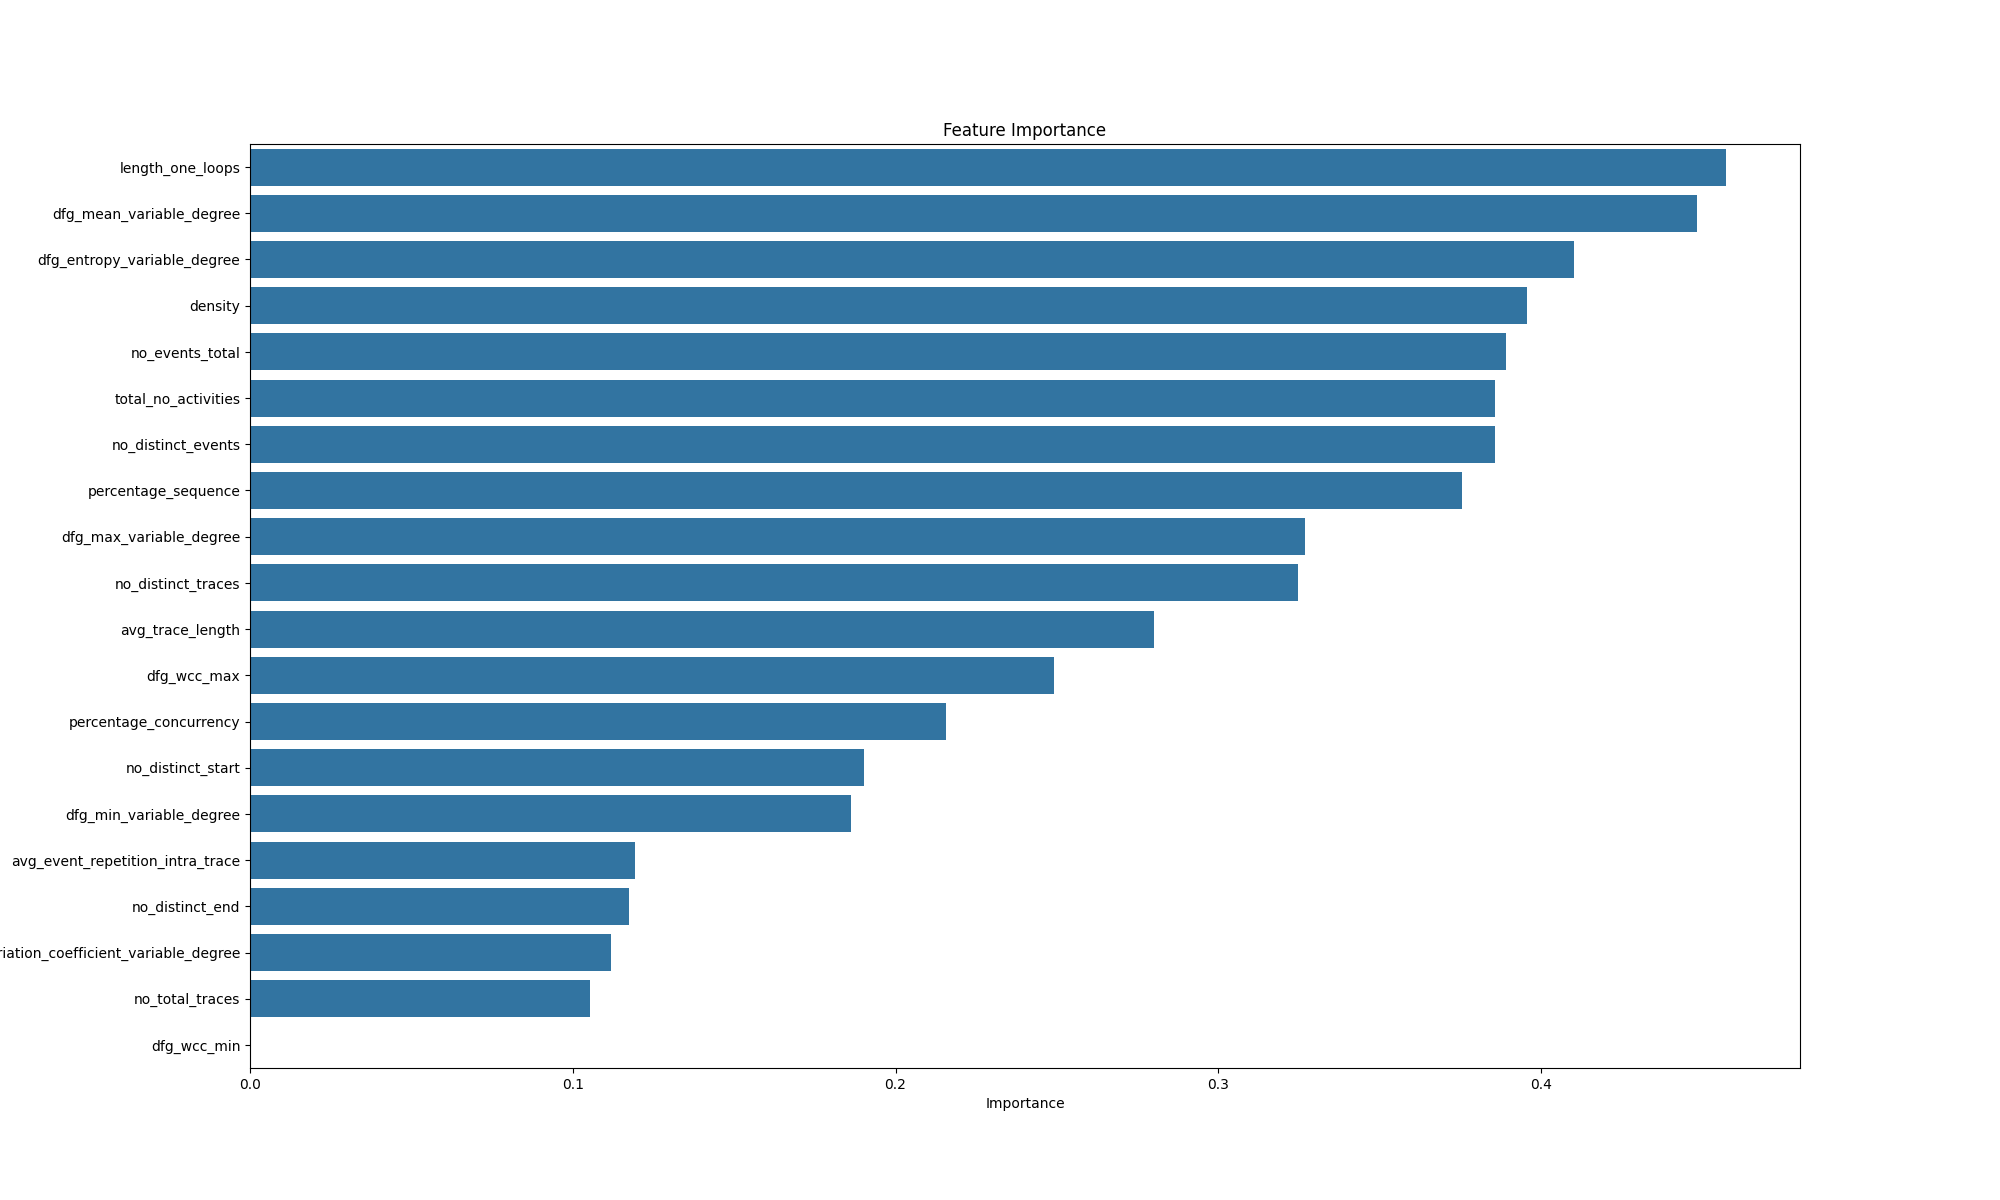 Feature Importance
length_one_loops
dfg_mean_variable_degree
dfg_entropy_variable_degree
density
no_events_total
total_no_activities
no_distinct_events
percentage_sequence
dfg_max_variable_degree
no_distinct_traces
avg_trace_length
dfg_wcc_max
percentage_concurrency
no_distinct_start
dfg_min_variable_degree
avg_event_repetition_intra_trace
no_distinct_end
riation_coefficient_variable_degree
no_total_traces
dfg_wcc_min
0.0 0.1 0.2 0.3 0.4
Importance